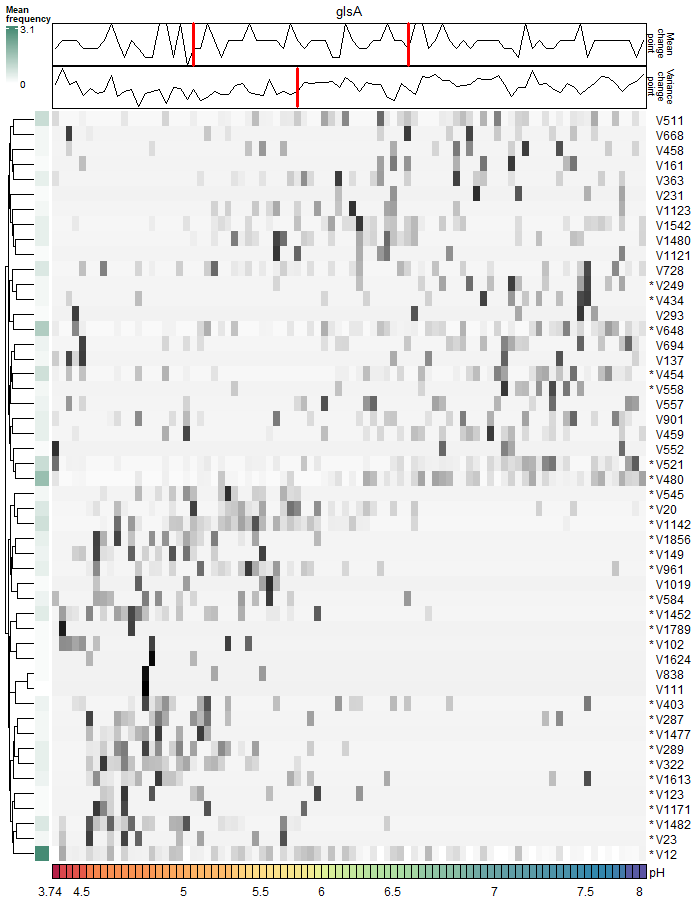 glsA
Mean
frequency
3.1
0
Mean
change
point
Variance
change
point
V511
V668
V458
V161
V363
V231
V1123
V1542
V1480
V1121
V728
* V249
* V434
V293
* V648
V694
V137
* V454
* V558
V557
V901
V459
V552
* V521
* V480
* V545
* V20
* V1142
* V1856
* V149
* V961
V1019
* V584
* V1452
* V1789
* V102
V1624
V838
V111
* V403
* V287
* V1477
* V289
* V322
* V1613
* V123
* V1171
* V1482
* V23
* V12
pH
3.74 4.5 5 5.5 6 6.5 7 7.5 8